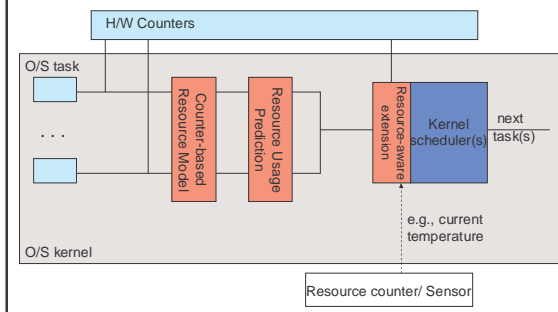 H/W Counters
O/S task
. . .
Counter-based
Resource Model
Resource Usage
Prediction
Resource-aware
extension
Kernel
scheduler(s)
next
task(s)
e.g., current
temperature
O/S kernel
Resource counter/ Sensor